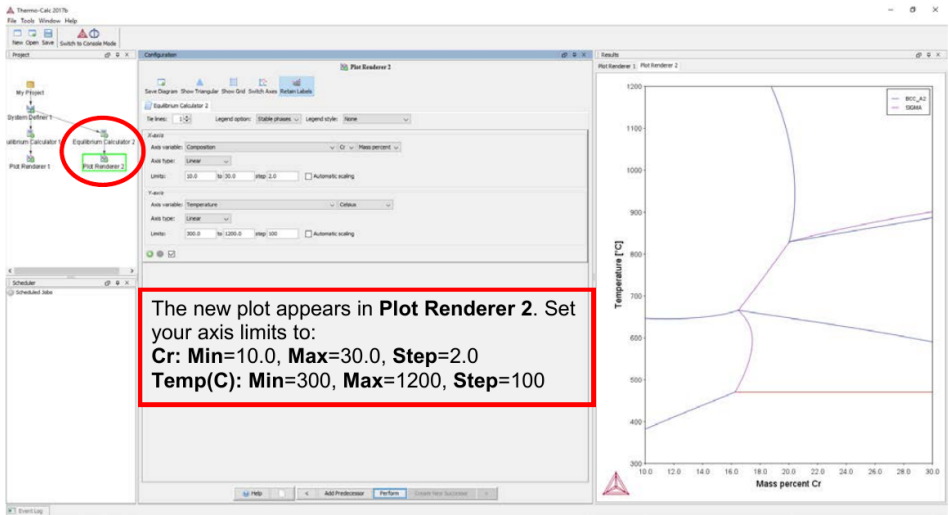 Thermo-Calc 2017b
File Tools Window Help
New Open Save Switch to Console Mode
Project
Configuration
Results
Plot Renderer 2
Plot Renderer 1 Plot Renderer 2
My Project
System Definer 1
uilibrium Calculator 1 Equilibrium Calculator 2
Plot Renderer 1 Plot Renderer 2
Save Diagram Show Triangular Show Grid Switch Axes Retain Labels
Equilibrium Calculator 2
Tie lines: 1 Legend option: Stable phases Legend style: None
X-axis
Axis variable: Composition Cr Mass percent
Axis type: Linear
Limits: 10.0 to 30.0 step 2.0 Automatic scaling
Y-axis
Axis variable: Temperature Celsius
Axis type: Linear
Limits: 300.0 to 1200.0 step 100 Automatic scaling
Scheduler
Scheduled Jobs
The new plot appears in Plot Renderer 2. Set
your axis limits to:
Cr: Min=10.0, Max=30.0, Step=2.0
Temp(C): Min=300, Max=1200, Step=100
Help < Add Predecessor Perform Create New Successor >
Event Log
BCC_A2
SIGMA
1200
1100
1000
900
800
700
600
500
400
300
Temperature [°C]
10.0 12.0 14.0 16.0 18.0 20.0 22.0 24.0 26.0 28.0 30.0
Mass percent Cr